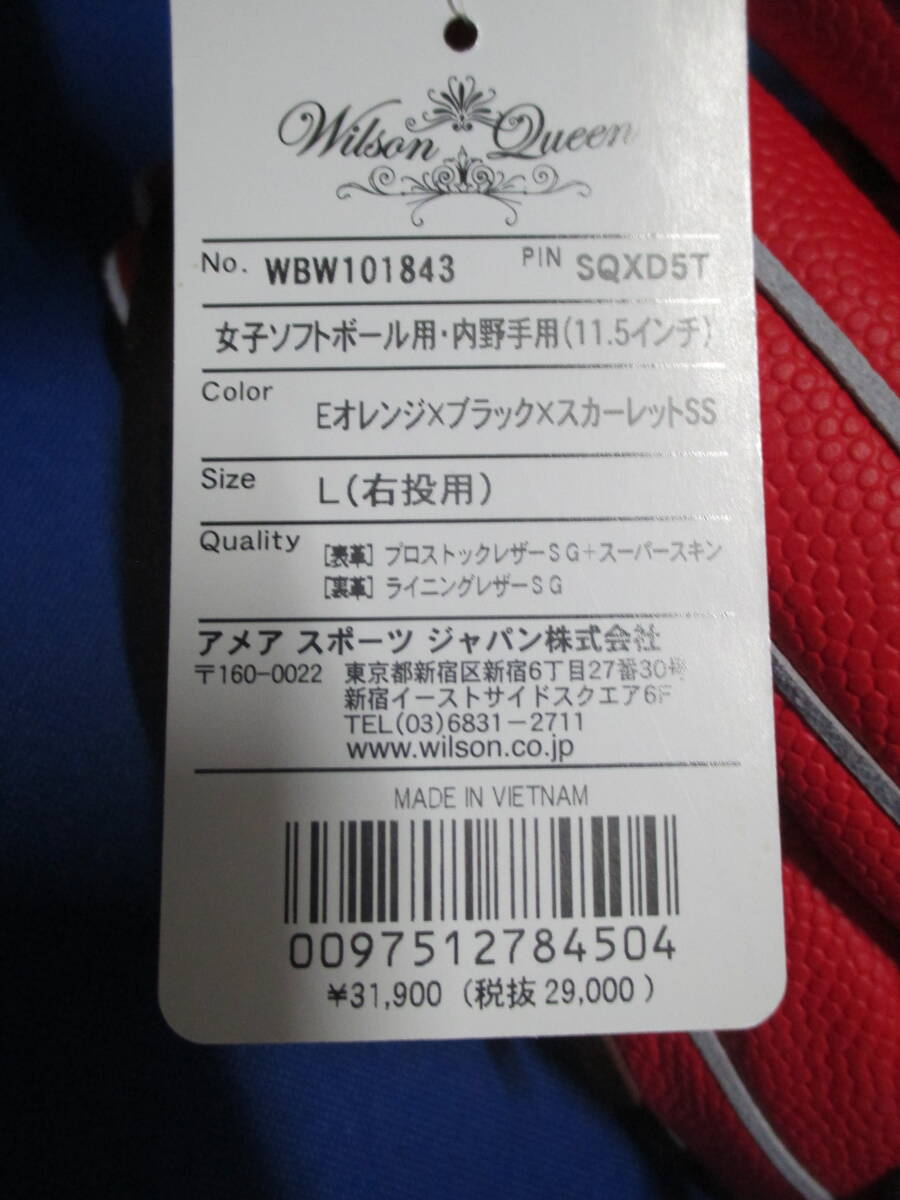 Wilson Queen
No. WBW101843 PIN SQXD5T
女子ソフトボール用・内野手用(11.5インチ)
Color Eオレンジ×ブラック×スカーレットSS
Size L(右投用)
Quality [表革] プロストックレザーSG+スーパースキン
[裏革] ライニングレザーSG
アメア スポーツ ジャパン株式会社
〒160-0022 東京都新宿区新宿6丁目27番30号
新宿イーストサイドスクエア6F
TEL(03)6831-2711
www.wilson.co.jp
MADE IN VIETNAM
0097512784504
¥31,900 (税抜29,000)